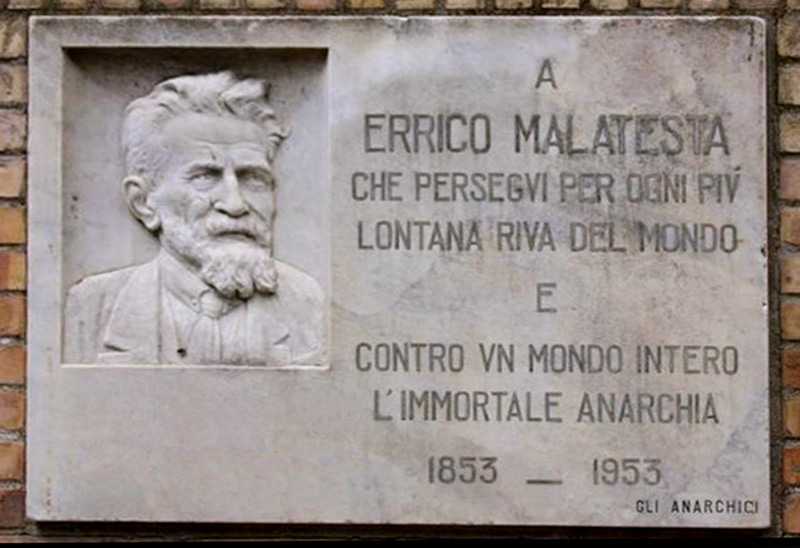 A
ERRICO MALATESTA
CHE PERSEGVI PER OGNI PIV́
LONTANA RIVA DEL MONDO
E
CONTRO VN MONDO INTERO
L'IMMORTALE ANARCHIA
1853 — 1953
GLI ANARCHICI